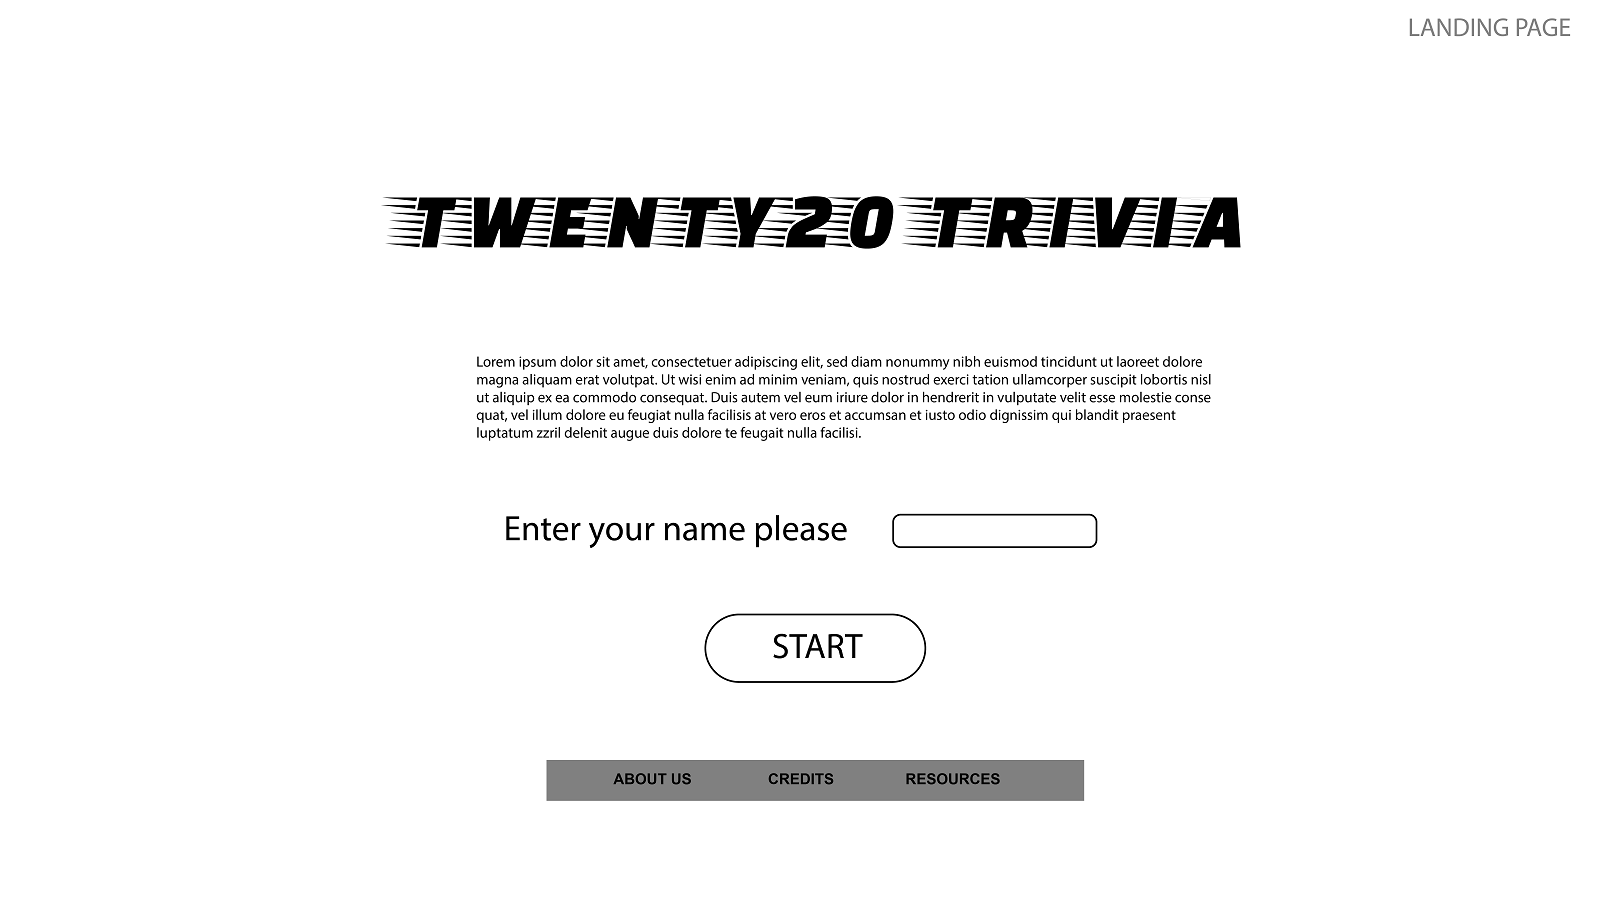 LANDING PAGE
TWENTY20 TRIVIA
Lorem ipsum dolor sit amet, consectetuer adipiscing elit, sed diam nonummy nibh euismod tincidunt ut laoreet dolore
magna aliquam erat volutpat. Ut wisi enim ad minim veniam, quis nostrud exerci tation ullamcorper suscipit lobortis nisl
ut aliquip ex ea commodo consequat. Duis autem vel eum iriure dolor in hendrerit in vulputate velit esse molestie conse
quat, vel illum dolore eu feugiat nulla facilisis at vero eros et accumsan et iusto odio dignissim qui blandit praesent
luptatum zzril delenit augue duis dolore te feugait nulla facilisi.
Enter your name please
START
ABOUT US CREDITS RESOURCES